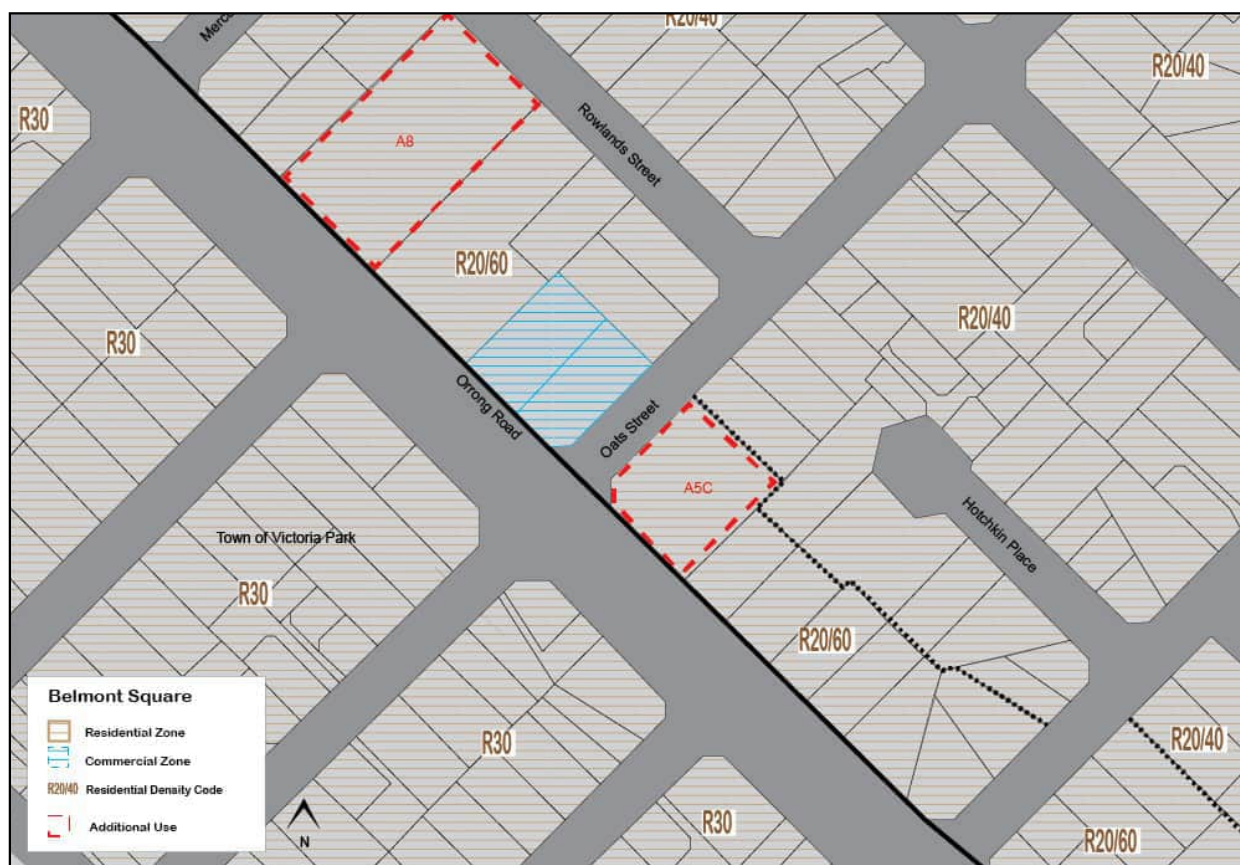 Merco
R20/40
R20/40
R30
A8
Rowlands Street
R20/60
R30
R20/40
Orrong Road
Oats Street
A5C
Hotchkin Place
Town of Victoria Park
R30
R20/60
R30
R20/40
R30
R20/60
Belmont Square
Residential Zone
Commercial Zone
R20/40 Residential Density Code
Additional Use
N